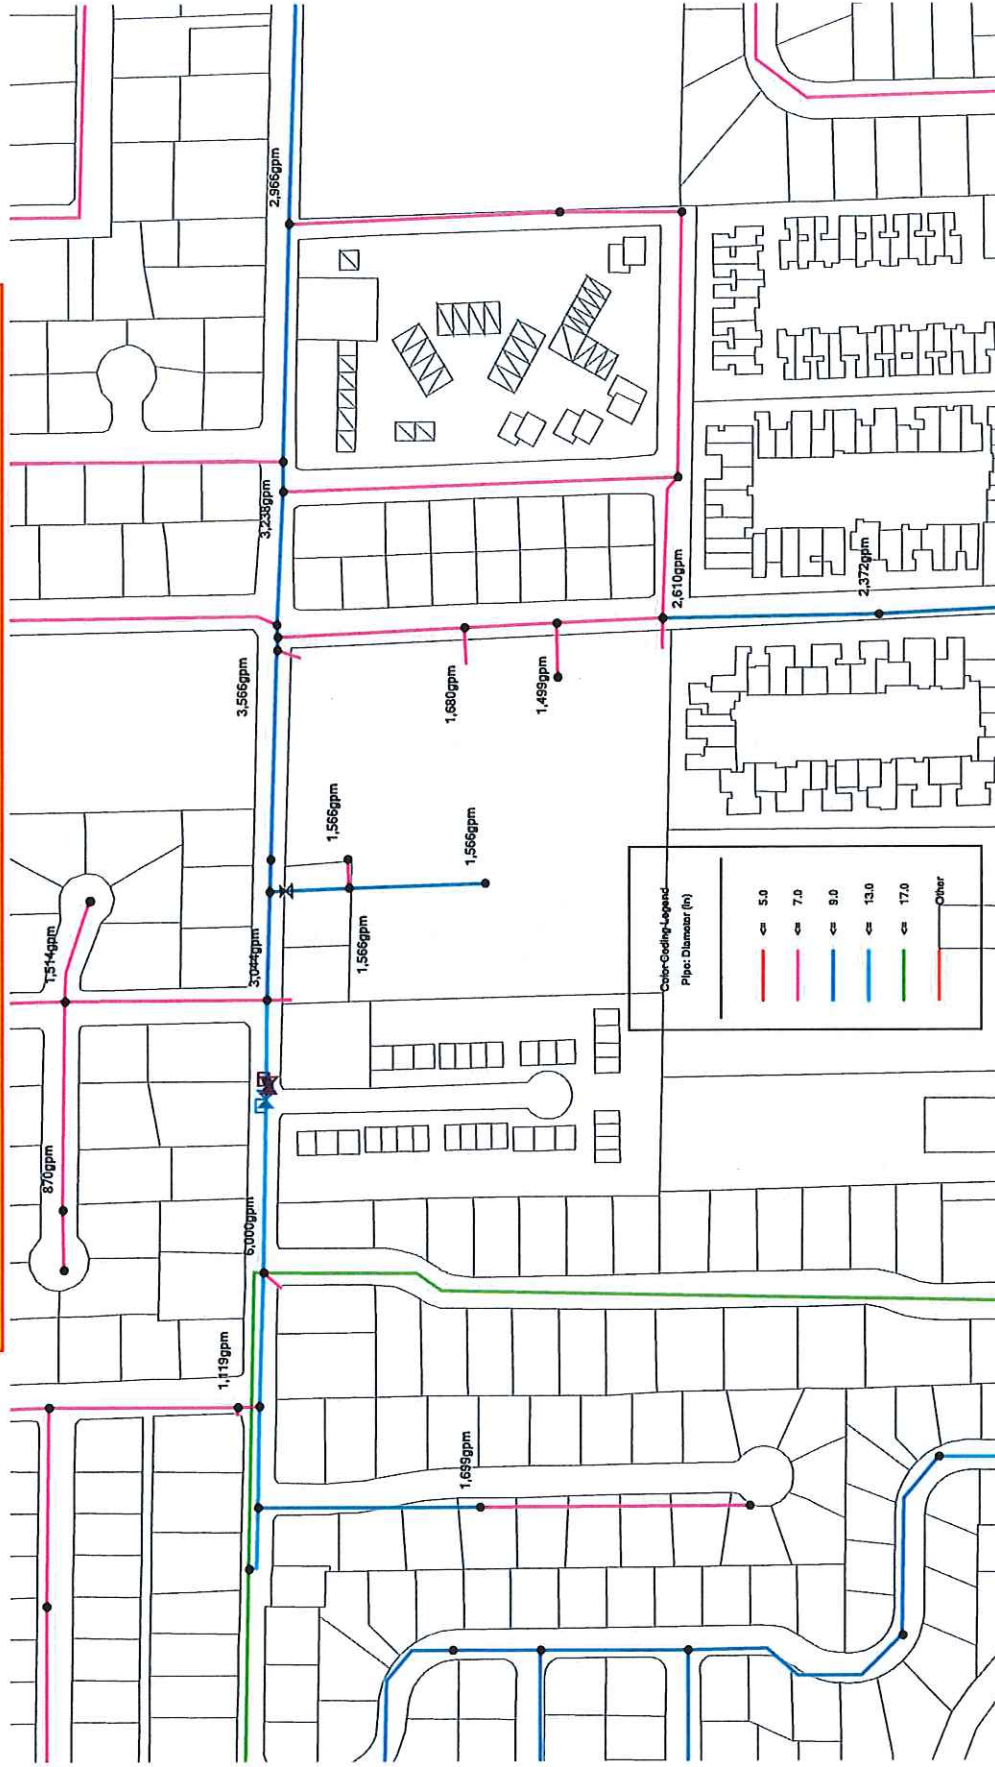 2,966gpm
3,238gpm
3,566gpm
2,610gpm
2,372gpm
1,680gpm
1,499gpm
1,566gpm
1,566gpm
1,566gpm
1,514gpm
3,044gpm
870gpm
6,000gpm
1,119gpm
1,699gpm
Color Coding Legend
Pipe: Diameter (in)
<= 5.0
<= 7.0
<= 9.0
<= 13.0
<= 17.0
Other